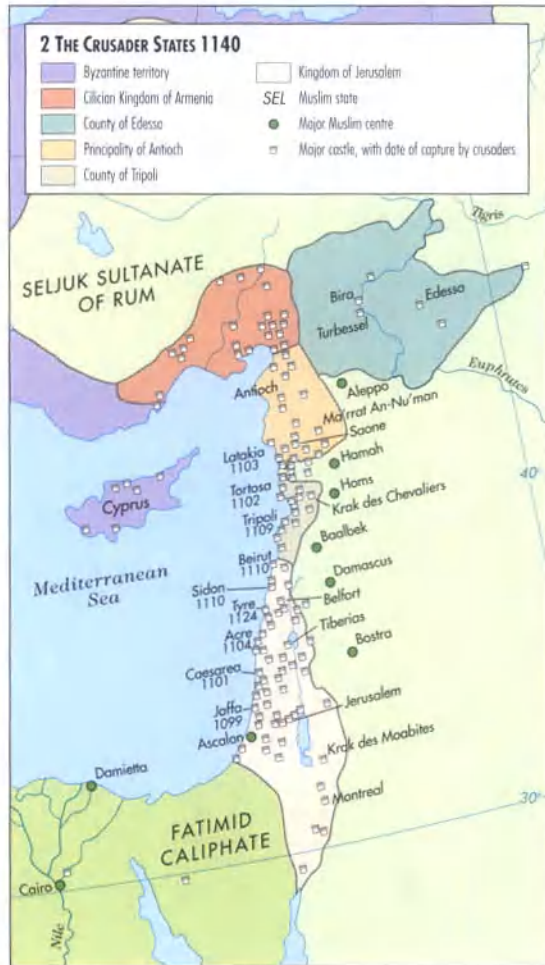 2 THE CRUSADER STATES 1140
Byzantine territory
Cilician Kingdom of Armenia
County of Edessa
Principality of Antioch
County of Tripoli
Kingdom of Jerusalem
SEL Muslim state
Major Muslim centre
Major castle, with date of capture by crusaders
Tigris
SELJUK SULTANATE
OF RUM
Bira
Edessa
Turbessel
Euphrates
Antioch
Aleppo
Ma'rrat An-Nu'man
Saone
Latakia
1103
Hamah
40°
Tortosa
1102
Homs
Krak des Chevaliers
Cyprus
Tripoli
1109
Baalbek
Beirut
1110
Mediterranean
Sea
Damascus
Sidon
1110
Belfort
Tyre
1124
Tiberias
Acre
1104
Bostra
Caesarea
1101
Jaffa
1099
Jerusalem
Ascalon
Krak des Moabites
Damietta
Montreal
30°
FATIMID
CALIPHATE
Cairo
Nile